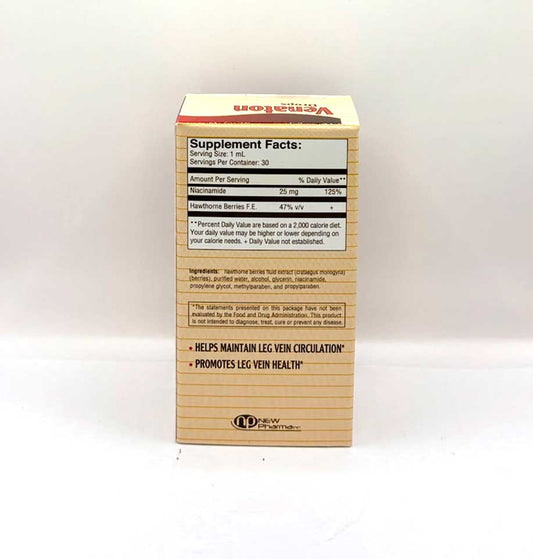 Venaton
Drops
Supplement Facts:
Serving Size: 1 mL
Servings Per Container: 30
Amount Per Serving % Daily Value**
Niacinamide 25 mg 125%
Hawthorne Berries F.E. 47% v/v +
**Percent Daily Value are based on a 2,000 calorie diet.
Your daily value may be higher or lower depending on
your calorie needs. + Daily Value not established.
Ingredients: hawthorne berries fluid extract (crataegus monogyna)
(berries), purified water, alcohol, glycerin, niacinamide,
propylene glycol, methylparaben, and propylparaben.
*The statements presented on this package have not been
evaluated by the Food and Drug Administration. This product
is not intended to diagnose, treat, cure or prevent any disease.
• HELPS MAINTAIN LEG VEIN CIRCULATION*
• PROMOTES LEG VEIN HEALTH*
np NEW
Pharma